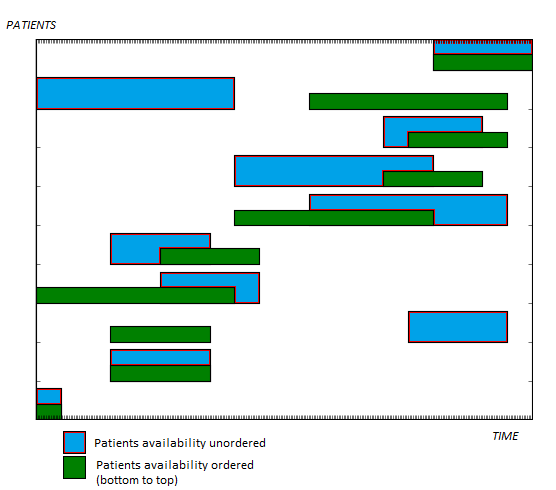 PATIENTS
TIME
Patients availability unordered
Patients availability ordered
(bottom to top)